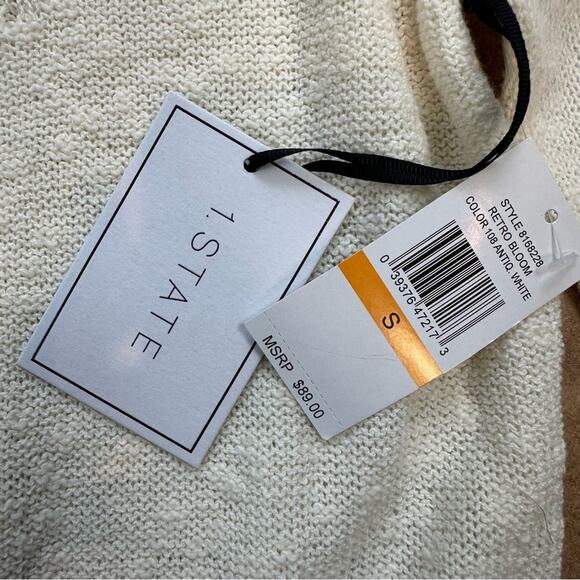 1.STATE
STYLE 8168228
RETRO BLOOM
COLOR 108 ANTIQ. WHITE
0 39376 47217 3
S
MSRP $89.00